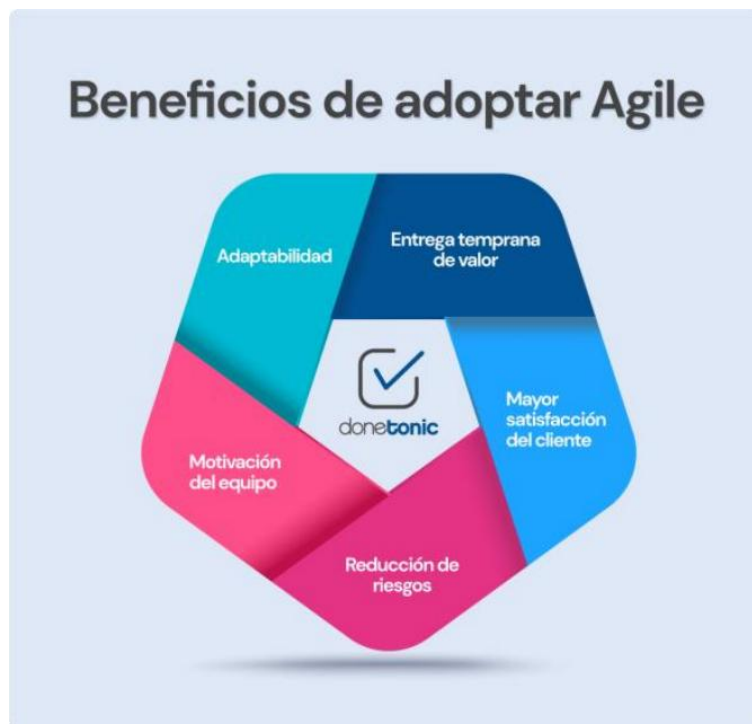 Beneficios de adoptar Agile
Adaptabilidad
Entrega temprana
de valor
Mayor
satisfacción
del cliente
donetonic
Motivación
del equipo
Reducción de
riesgos